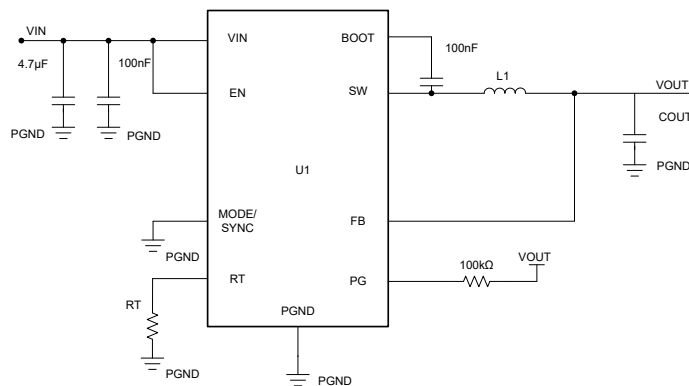 VIN
4.7µF
100nF
PGND
PGND
VIN
EN
MODE/
SYNC
PGND
RT
RT
PGND
U1
PGND
PGND
BOOT
SW
FB
PG
100nF
L1
VOUT
COUT
PGND
100kΩ
VOUT